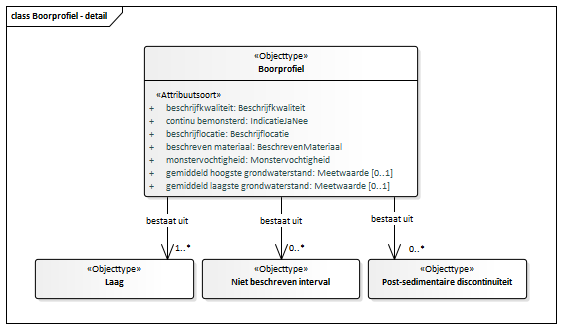 class Boorprofiel - detail
«Objecttype»
Boorprofiel
«Attribuutsoort»
+ beschrijfkwaliteit: Beschrijfkwaliteit
+ continu bemonsterd: IndicatieJaNee
+ beschrijflocatie: Beschrijflocatie
+ beschreven materiaal: BeschrevenMateriaal
+ monstervochtigheid: Monstervochtigheid
+ gemiddeld hoogste grondwaterstand: Meetwaarde [0..1]
+ gemiddeld laagste grondwaterstand: Meetwaarde [0..1]
bestaat uit bestaat uit bestaat uit
1..* 0..* 0..*
«Objecttype» «Objecttype» «Objecttype»
Laag Niet beschreven interval Post-sedimentaire discontinuiteit